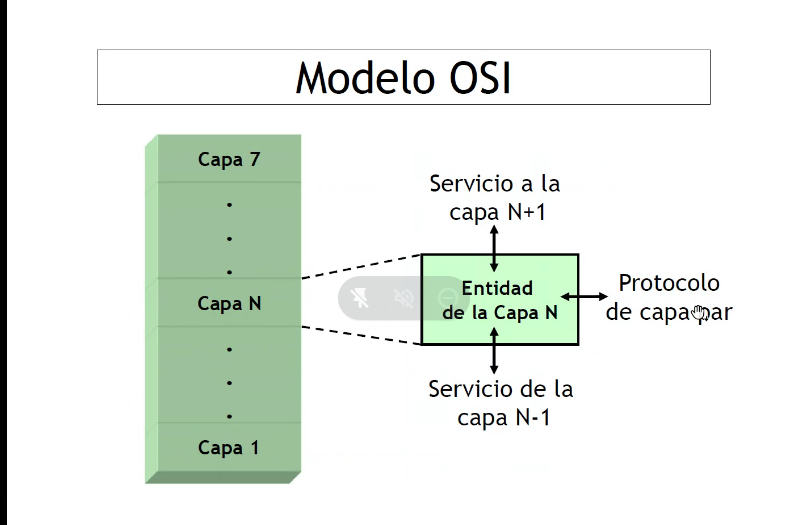 Modelo OSI
Capa 7
.
.
.
Capa N
.
.
.
Capa 1
Servicio a la
capa N+1
Entidad
de la Capa N
Protocolo
de capa par
Servicio de la
capa N-1